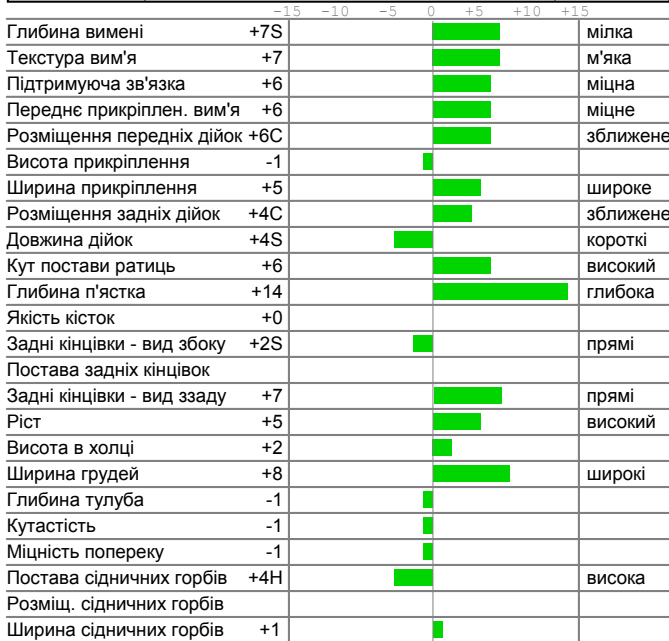 -15 -10 -5 0 +5 +10 +15
Глибина вимені +7S мілка
Текстура вим'я +7 м'яка
Підтримуюча зв'язка +6 міцна
Переднє прикріплен. вим'я +6 міцне
Розміщення передніх дійок +6C зближене
Висота прикріплення -1
Ширина прикріплення +5 широке
Розміщення задніх дійок +4C зближене
Довжина дійок +4S короткі
Кут постави ратиць +6 високий
Глибина п'ястка +14 глибока
Якість кісток +0
Задні кінцівки - вид збоку +2S прямі
Постава задніх кінцівок
Задні кінцівки - вид ззаду +7 прямі
Ріст +5 високий
Висота в холці +2
Ширина грудей +8 широкі
Глибина тулуба -1
Кутастість -1
Міцність попереку -1
Постава сідничних горбів +4H висока
Розміщ. сідничних горбів
Ширина сідничних горбів +1